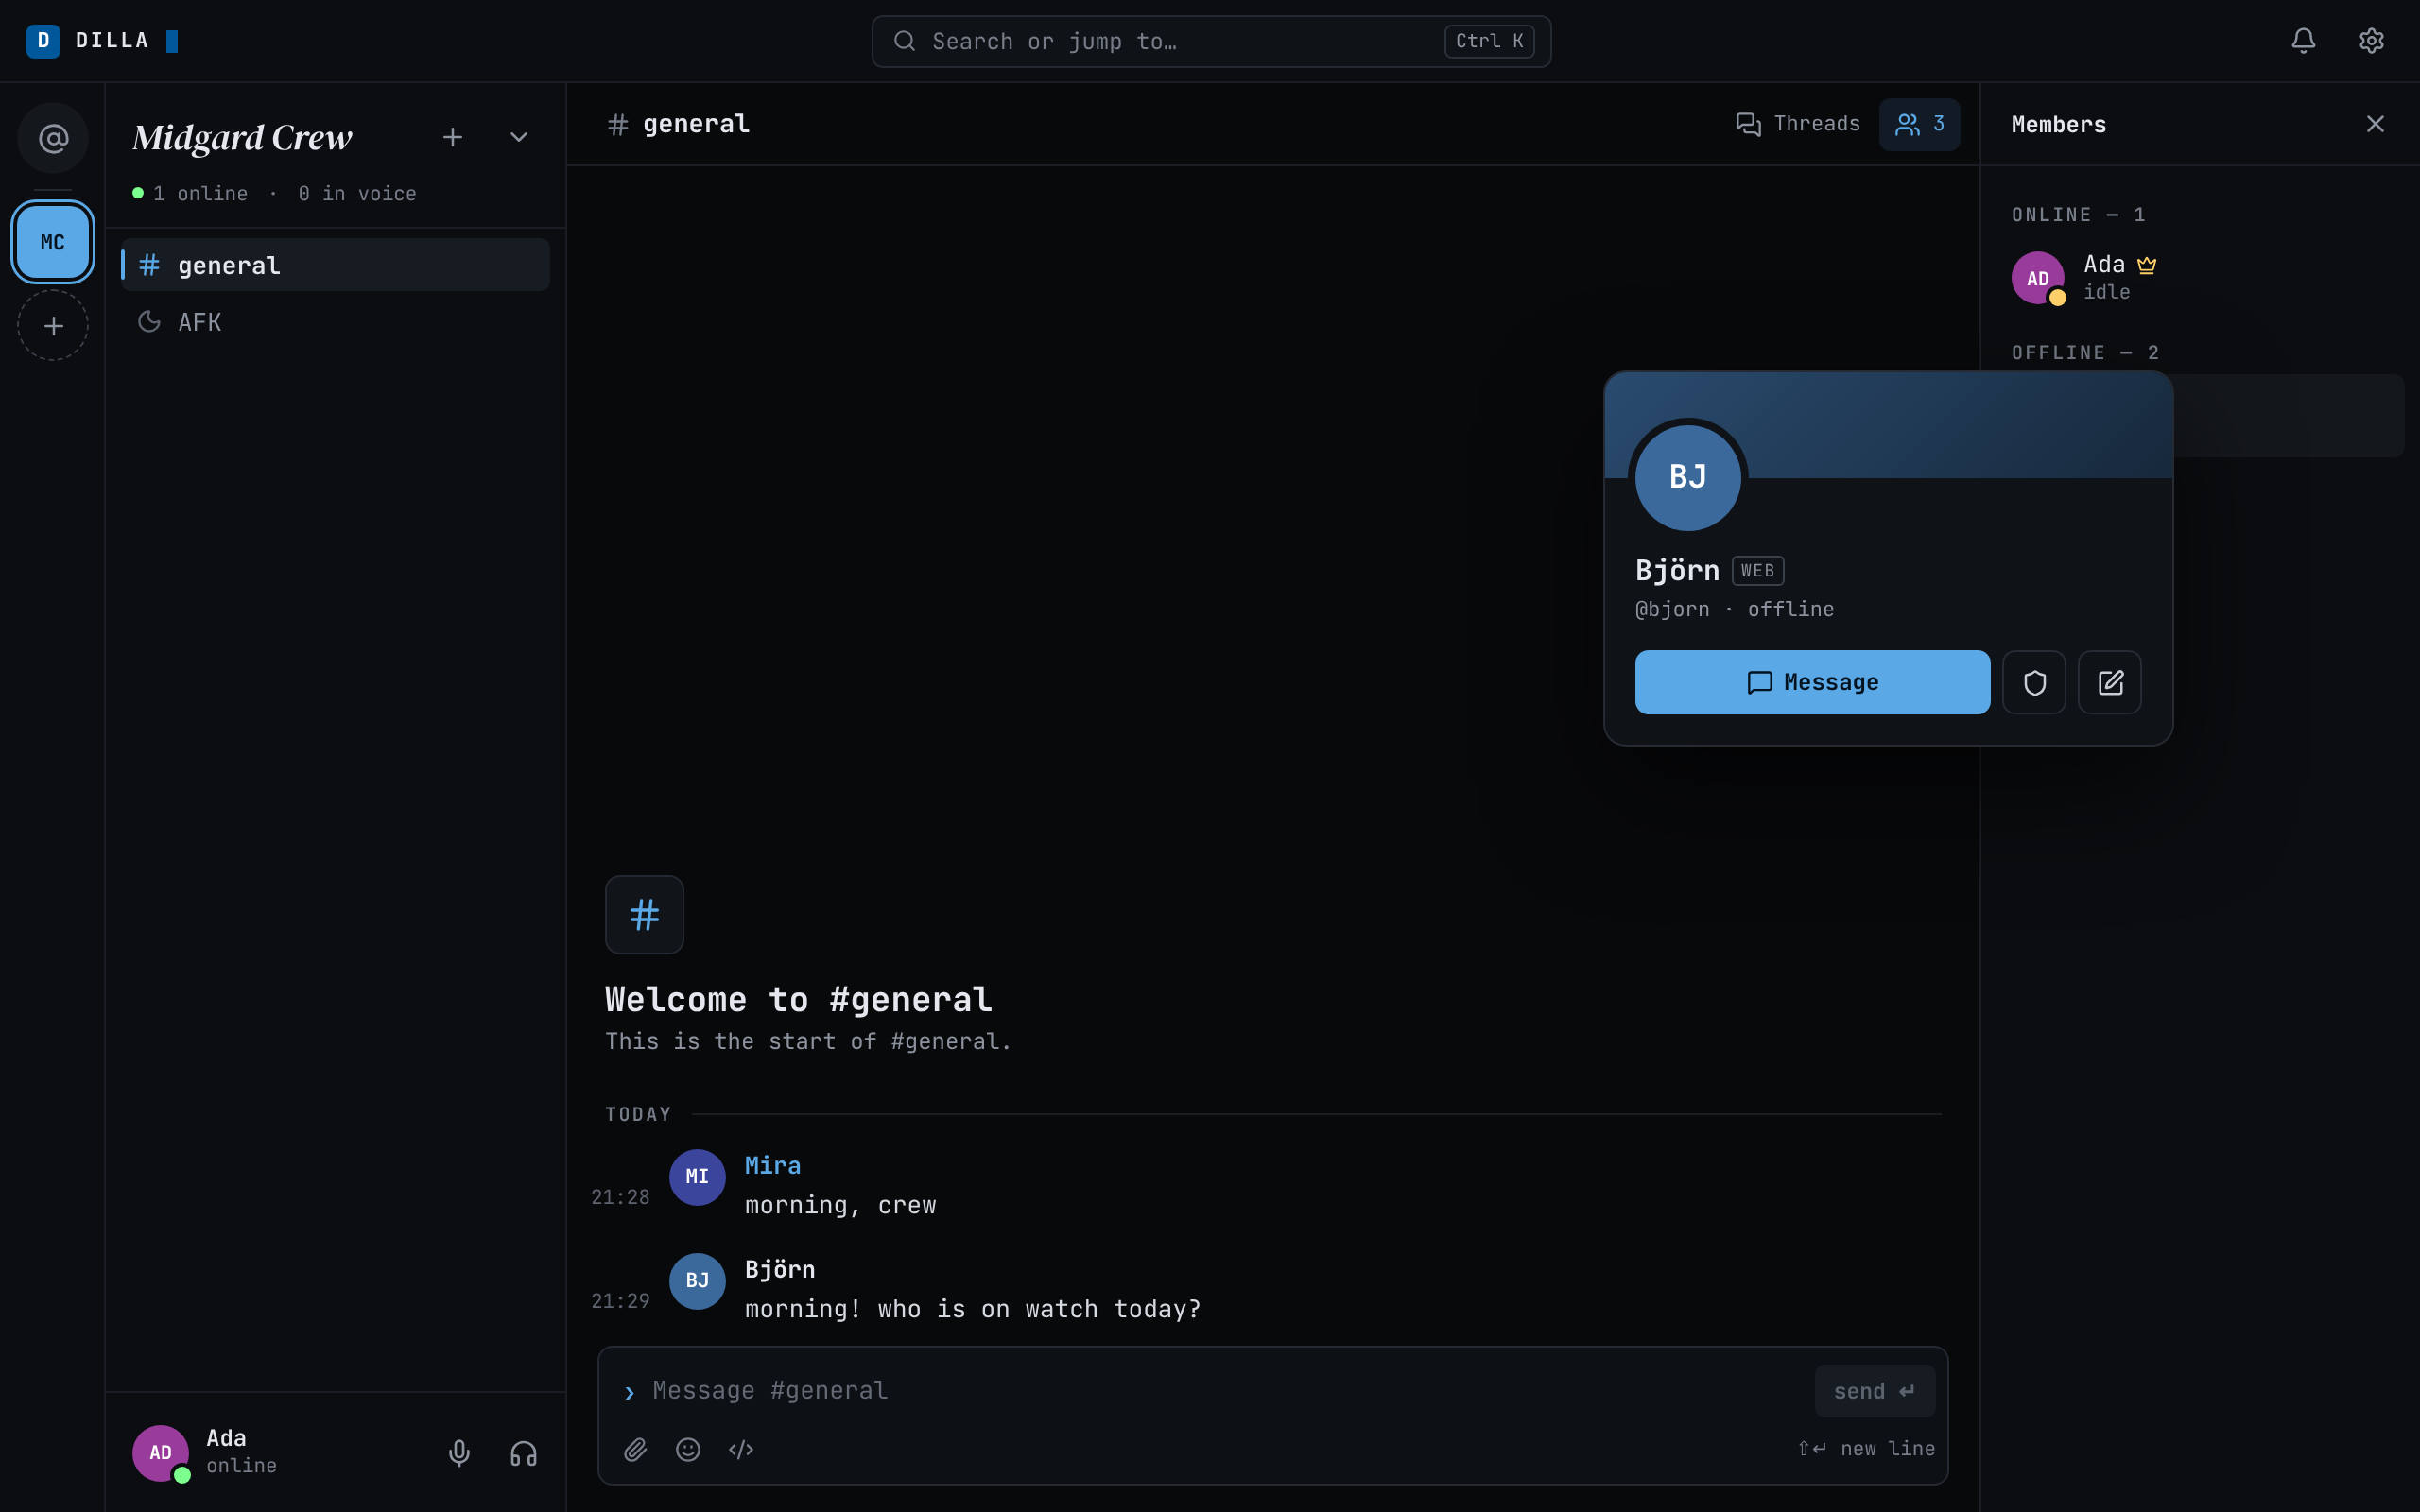 D DILLA
Search or jump to… Ctrl K
Midgard Crew
1 online · 0 in voice
MC
# general
AFK
# general
Threads
3
Members
ONLINE — 1
AD
Ada
idle
OFFLINE — 2
BJ
Björn WEB
@bjorn · offline
Message
#
Welcome to #general
This is the start of #general.
TODAY
MI
Mira
21:28
morning, crew
BJ
Björn
21:29
morning! who is on watch today?
› Message #general
send ↵
⇧↵ new line
AD
Ada
online